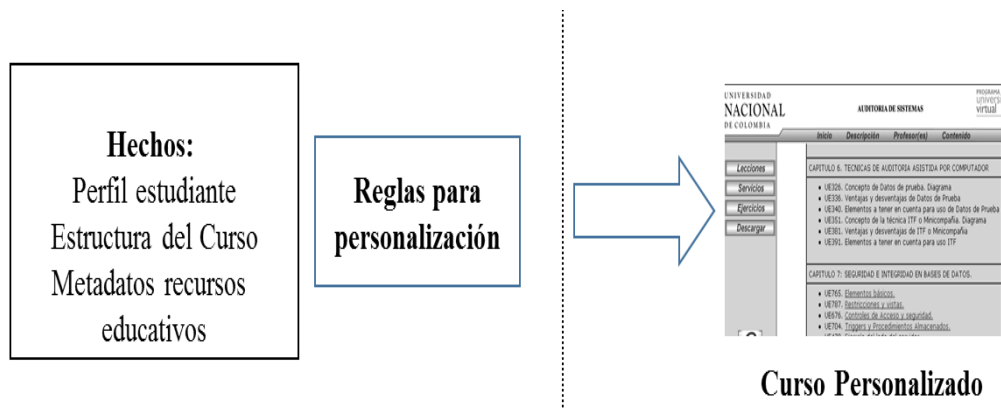 Hechos:
Perfil estudiante
Estructura del Curso
Metadatos recursos
educativos
Reglas para
personalización
UNIVERSIDAD
NACIONAL
DE COLOMBIA
AUDITORIA DE SISTEMAS
PROGRAMA
univers
virtual
Inicio Descripción Profesor(es) Contenido
Lecciones
Servicios
Ejercicios
Descargar
CAPITULO 6. TECNICAS DE AUDITORIA ASISTIDA POR COMPUTADOR
UE326. Concepto de Datos de prueba. Diagrama
UE336. Ventajas y desventajas de Datos de Prueba
UE340. Elementos a tener en cuenta para uso de Datos de Prueba
UE351. Concepto de la técnica ITF o Minicompañia. Diagrama
UE381. Ventajas y desventajas de ITF o Minicompañia
UE391. Elementos a tener en cuenta para uso ITF
CAPITULO 7: SEGURIDAD E INTEGRIDAD EN BASES DE DATOS.
UE765. Elementos básicos.
UE787. Restricciones y vistas.
UE676. Controles de Acceso y seguridad.
UE704. Triggers y Procedimientos Almacenados.
Curso Personalizado